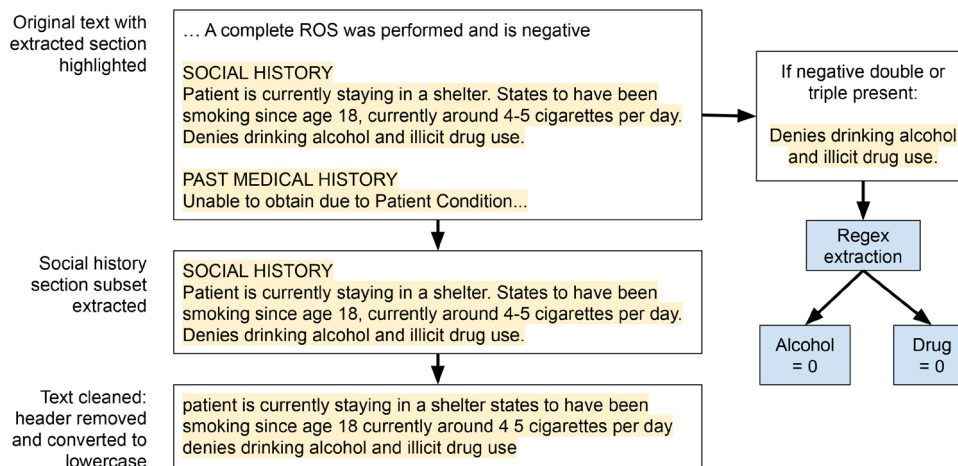 Original text with
extracted section
highlighted
… A complete ROS was performed and is negative
SOCIAL HISTORY
Patient is currently staying in a shelter. States to have been
smoking since age 18, currently around 4-5 cigarettes per day.
Denies drinking alcohol and illicit drug use.
PAST MEDICAL HISTORY
Unable to obtain due to Patient Condition...
If negative double or
triple present:
Denies drinking alcohol
and illicit drug use.
Regex
extraction
Alcohol
= 0
Drug
= 0
Social history
section subset
extracted
SOCIAL HISTORY
Patient is currently staying in a shelter. States to have been
smoking since age 18, currently around 4-5 cigarettes per day.
Denies drinking alcohol and illicit drug use.
Text cleaned:
header removed
and converted to
lowercase
patient is currently staying in a shelter states to have been
smoking since age 18 currently around 4 5 cigarettes per day
denies drinking alcohol and illicit drug use